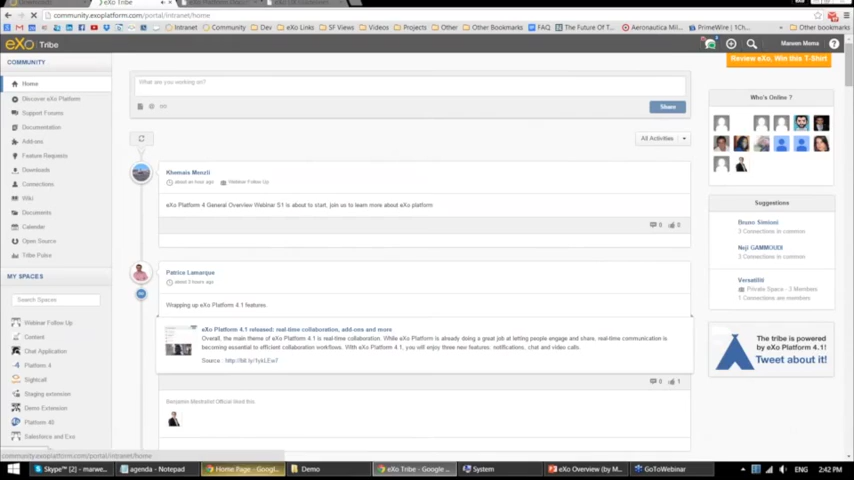 eXo Tribe
community.exoplatform.com/portal/intranet/home
Intranet
Community
Dev
eXo Links
SF Views
Videos
Projects
Other
Other Bookmarks
FAQ
The Future Of T...
Aeronautica Mili...
PrimeWire | 1Ch...
Other bookmarks
eXo Tribe
Marwen Mema
COMMUNITY
Home
Discover eXo Platform
Support Forums
Documentation
Add-ons
Feature Requests
Downloads
Connections
Wiki
Documents
Calendar
Open Source
Tribe Pulse
MY SPACES
Search Spaces
Webinar Follow Up
Content
Chat Application
Platform 4
Sightcall
Staging extension
Demo Extension
Platform 40
Salesforce and Exo
What are you working on?
Share
All Activities
Khemais Menzli
about an hour ago
Webinar Follow Up
eXo Platform 4 General Overview Webinar S1 is about to start, join us to learn more about eXo platform
0 0
Patrice Lamarque
about 3 hours ago
Wrapping up eXo Platform 4.1 features.
eXo Platform 4.1 released: real-time collaboration, add-ons and more
Overall, the main theme of eXo Platform 4.1 is real-time collaboration. While eXo Platform is already doing a great job at letting people engage and share, real-time communication is
becoming essential to efficient collaboration workflows. With eXo Platform 4.1, you will enjoy three new features: notifications, chat and video calls.
Source :
0 1
Benjamin Mestrallet Official liked this.
Review eXo, Win this T-Shirt
Who's Online ?
Suggestions
Bruno Simioni
3 Connections in common
Neji GAMMOUDI
3 Connections in common
Versatiliti
Private Space - 3 Members
1 Connections are members
The tribe is powered
by eXo Platform 4.1!
Tweet about it!
community.exoplatform.com/portal/intranet/home
Skype™ [2] - marwe...
agenda - Notepad
Home Page - Googl...
Demo
eXo Tribe - Google ...
System
eXo Overview (by M...
GoToWebinar
ENG
2:42 PM